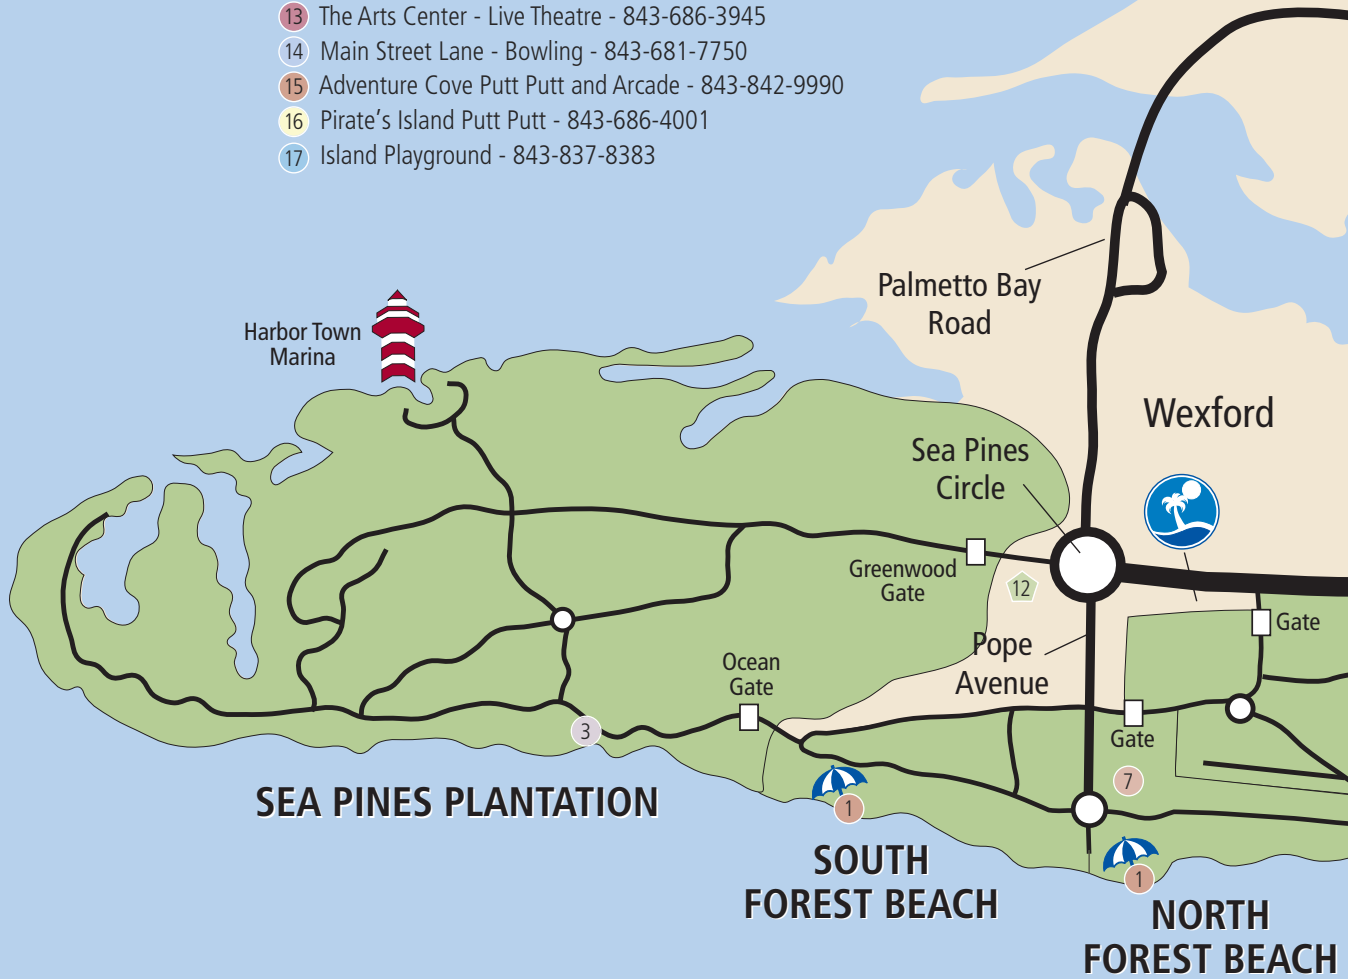 13 The Arts Center - Live Theatre - 843-686-3945
14 Main Street Lane - Bowling - 843-681-7750
15 Adventure Cove Putt Putt and Arcade - 843-842-9990
16 Pirate's Island Putt Putt - 843-686-4001
17 Island Playground - 843-837-8383
Palmetto Bay
Road
Harbor Town
Marina
Wexford
Sea Pines
Circle
Greenwood
Gate
12
Gate
Pope
Avenue
Ocean
Gate
3
Gate
7
1
1
SEA PINES PLANTATION
SOUTH
FOREST BEACH
NORTH
FOREST BEACH